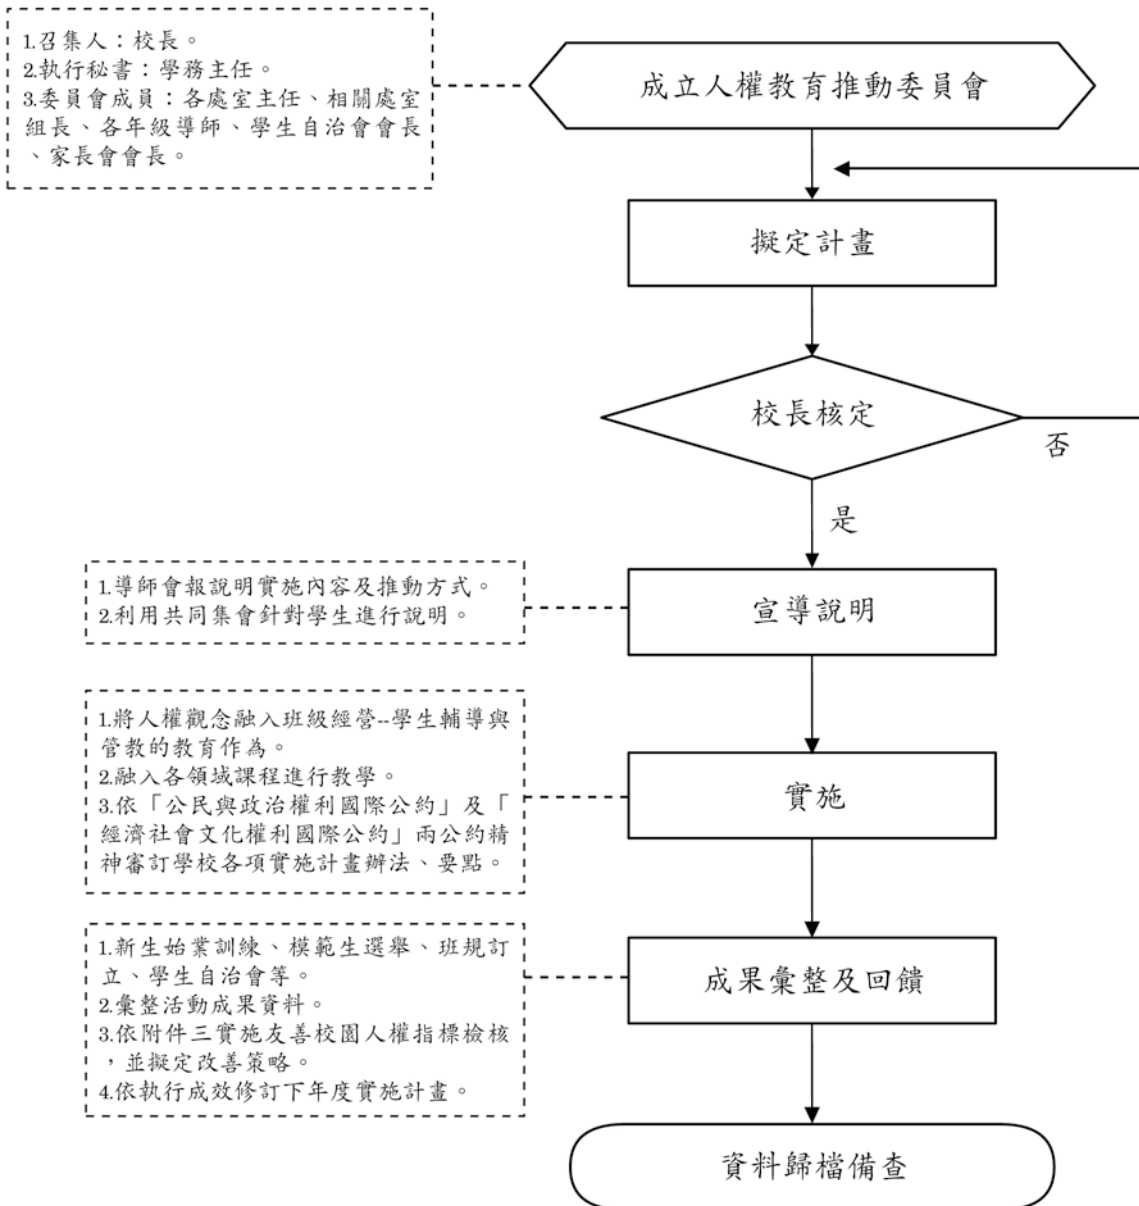 1.召集人：校長。
2.執行秘書：學務主任。
3.委員會成員：各處室主任、相關處室
組長、各年級導師、學生自治會會長
、家長會會長。
成立人權教育推動委員會
擬定計畫
校長核定
否
是
1.導師會報說明實施內容及推動方式。
2.利用共同集會針對學生進行說明。
宣導說明
1.將人權觀念融入班級經營--學生輔導與
管教的教育作為。
2.融入各領域課程進行教學。
3.依「公民與政治權利國際公約」及「
經濟社會文化權利國際公約」兩公約精
神審訂學校各項實施計畫辦法、要點。
實施
1.新生始業訓練、模範生選舉、班規訂
立、學生自治會等。
2.彙整活動成果資料。
3.依附件三實施友善校園人權指標檢核
，並擬定改善策略。
4.依執行成效修訂下年度實施計畫。
成果彙整及回饋
資料歸檔備查